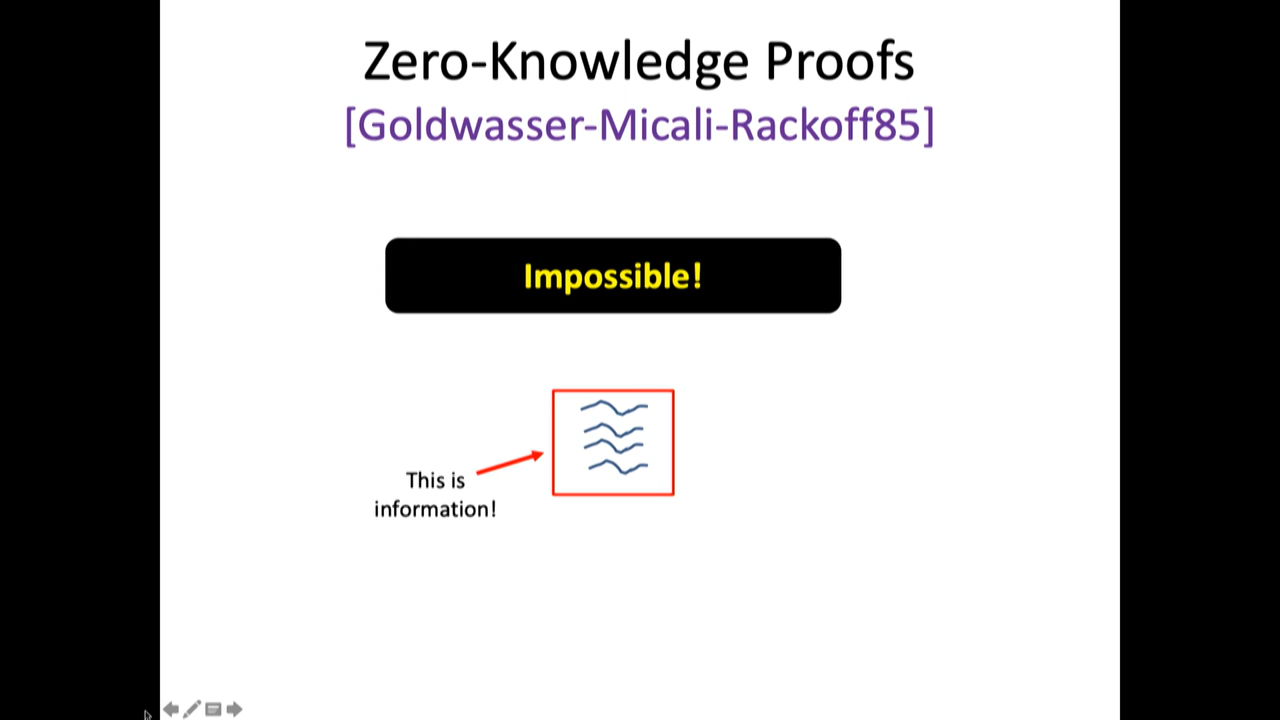 Zero-Knowledge Proofs
[Goldwasser-Micali-Rackoff85]
Impossible!
This is
information!